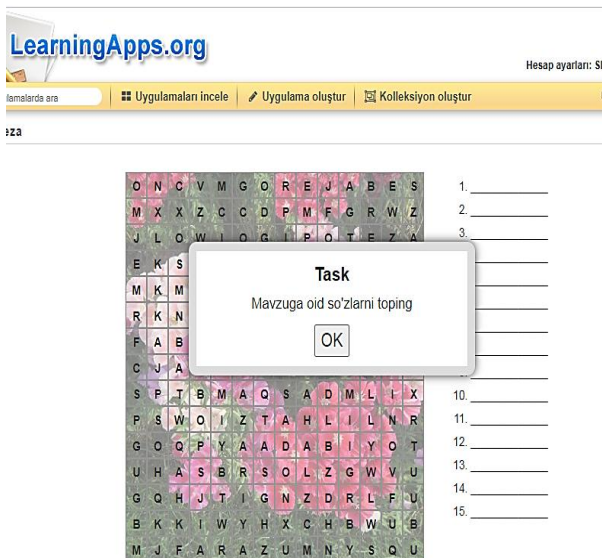 LearningApps.org
Hesap ayarları:
lamalarda ara Uygulamaları incele Uygulama oluştur Kolleksiyon oluştur
eza
O N C V M G O R E J A B E S 1.
M X X Z C C D P M F G R W Z 2.
J L O W I O G I P O T E Z A 3.
E K S
Task
M K M
Mavzuga oid so'zlarni toping
R K N
OK
F A B
C J A
S P T B M A Q S A D M L I X 10.
P S W O I Z T A H L I L N R 11.
G O Q P Y A A D A B I Y O T 12.
U H A S B R S O L Z G W V U 13.
G Q H J T I G N Z D R L F U 14.
B K K I W Y H X C H B W U B 15.
M J F A R A Z U M N Y S Q U